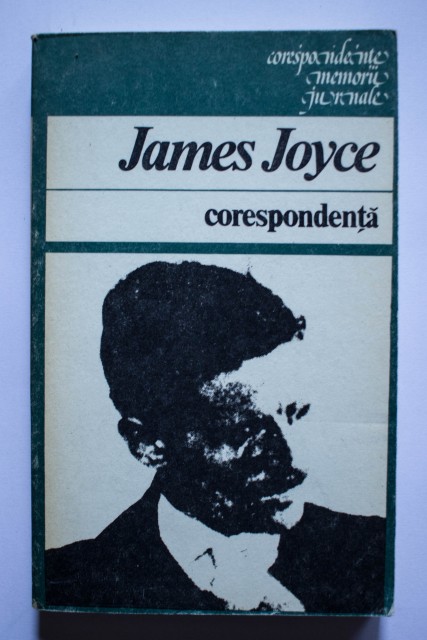 corespondențe
memorii
jurnale
James Joyce
corespondență